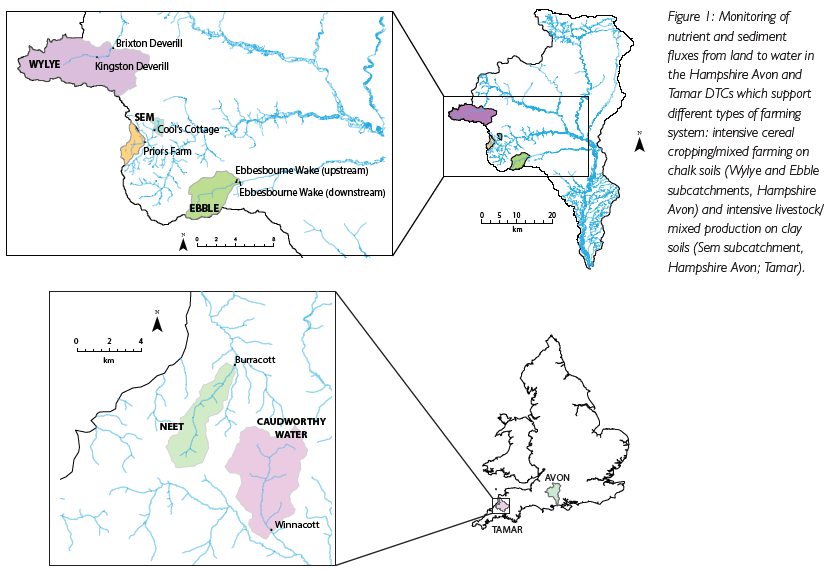 Brixton Deverill
WYLYE
Kingston Deverill
SEM
Cool's Cottage
Priors Farm
Ebbesbourne Wake (upstream)
Ebbesbourne Wake (downstream)
EBBLE
N
0 2 4 8
km
N
0 5 10 20
km
Figure 1: Monitoring of
nutrient and sediment
fluxes from land to water in
the Hampshire Avon and
Tamar DTCs which support
different types of farming
system: intensive cereal
cropping/mixed farming on
chalk soils (Wylye and Ebble
subcatchments, Hampshire
Avon) and intensive livestock/
mixed production on clay
soils (Sem subcatchment,
Hampshire Avon; Tamar).
N
0 2 4
km
Burracott
NEET
CAUDWORTHY
WATER
Winnacott
AVON
TAMAR